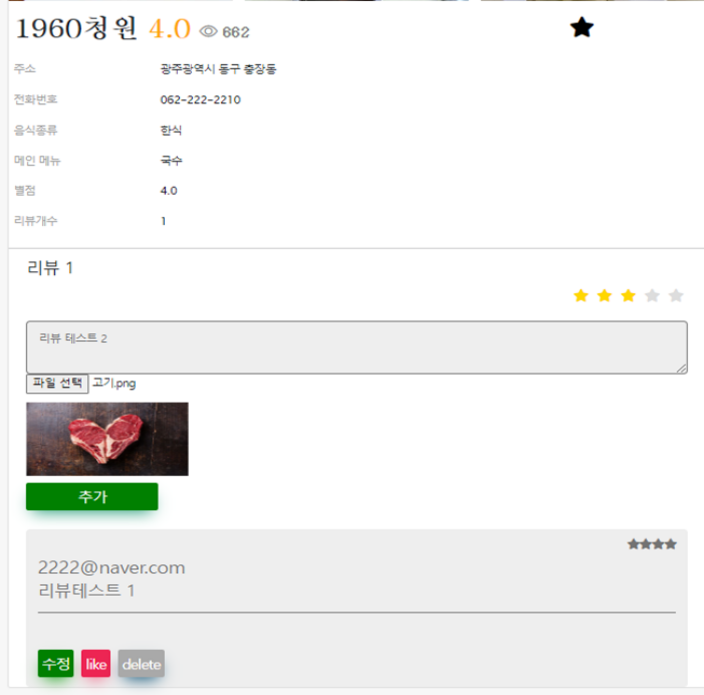 1960청원 4.0 662
주소 광주광역시 동구 충장동
전화번호 062-222-2210
음식종류 한식
메인 메뉴 국수
별점 4.0
리뷰개수 1
리뷰 1
리뷰 테스트 2
파일 선택 고기.png
추가
2222@naver.com
리뷰테스트 1
수정 like delete